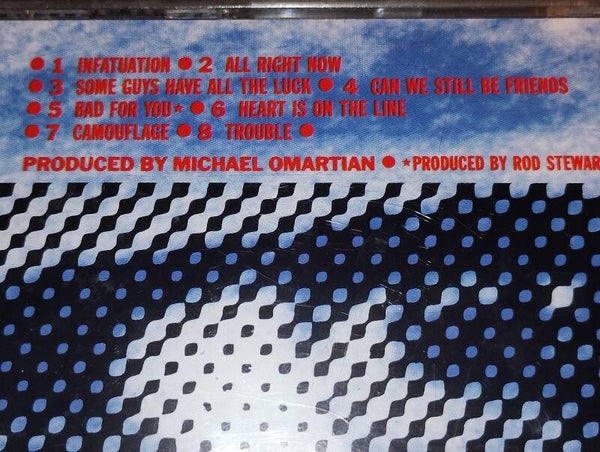 ● 1 INFATUATION ● 2 ALL RIGHT NOW
● 3 SOME GUYS HAVE ALL THE LUCK ● 4 CAN WE STILL BE FRIENDS
● 5 BAD FOR YOU★ ● 6 HEART IS ON THE LINE
● 7 CAMOUFLAGE ● 8 TROUBLE ●
PRODUCED BY MICHAEL OMARTIAN ● ★PRODUCED BY ROD STEWAR